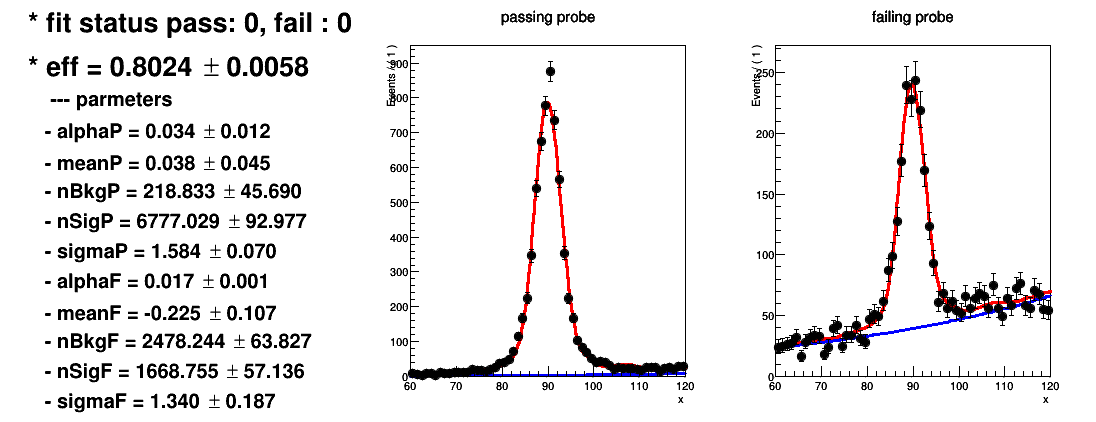 * fit status pass: 0, fail : 0
* eff = 0.8024 ± 0.0058
--- parmeters
- alphaP = 0.034 ± 0.012
- meanP = 0.038 ± 0.045
- nBkgP = 218.833 ± 45.690
- nSigP = 6777.029 ± 92.977
- sigmaP = 1.584 ± 0.070
- alphaF = 0.017 ± 0.001
- meanF = -0.225 ± 0.107
- nBkgF = 2478.244 ± 63.827
- nSigF = 1668.755 ± 57.136
- sigmaF = 1.340 ± 0.187
passing probe
Events / ( 1 )
900
800
700
600
500
400
300
200
100
0
60 70 80 90 100 110 120
x
failing probe
Events / ( 1 )
250
200
150
100
50
0
60 70 80 90 100 110 120
x